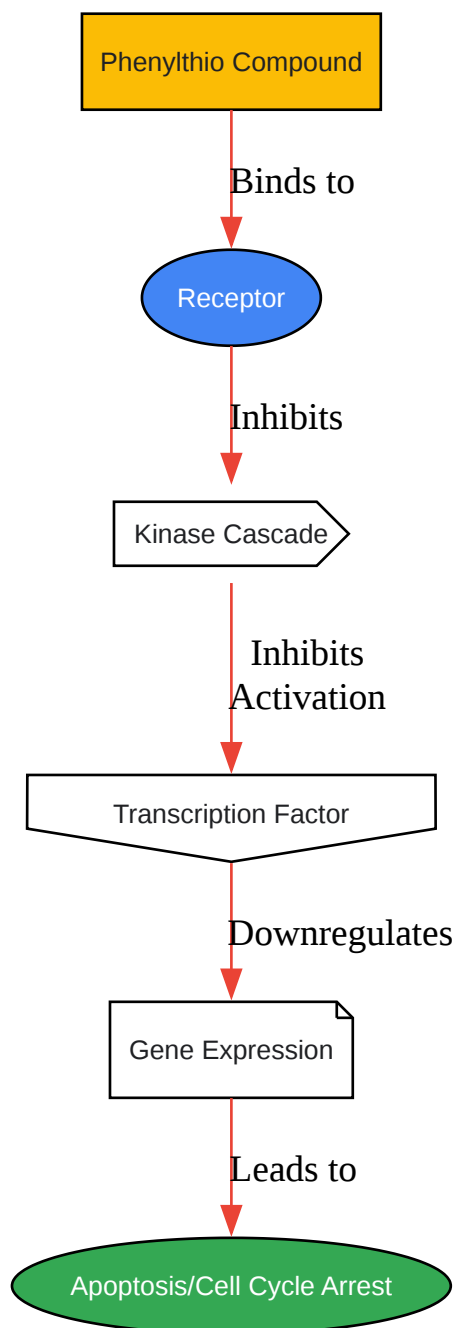 Phenylthio Compound
Binds to
Receptor
Inhibits
Kinase Cascade
Inhibits
Activation
Transcription Factor
Downregulates
Gene Expression
Leads to
Apoptosis/Cell Cycle Arrest